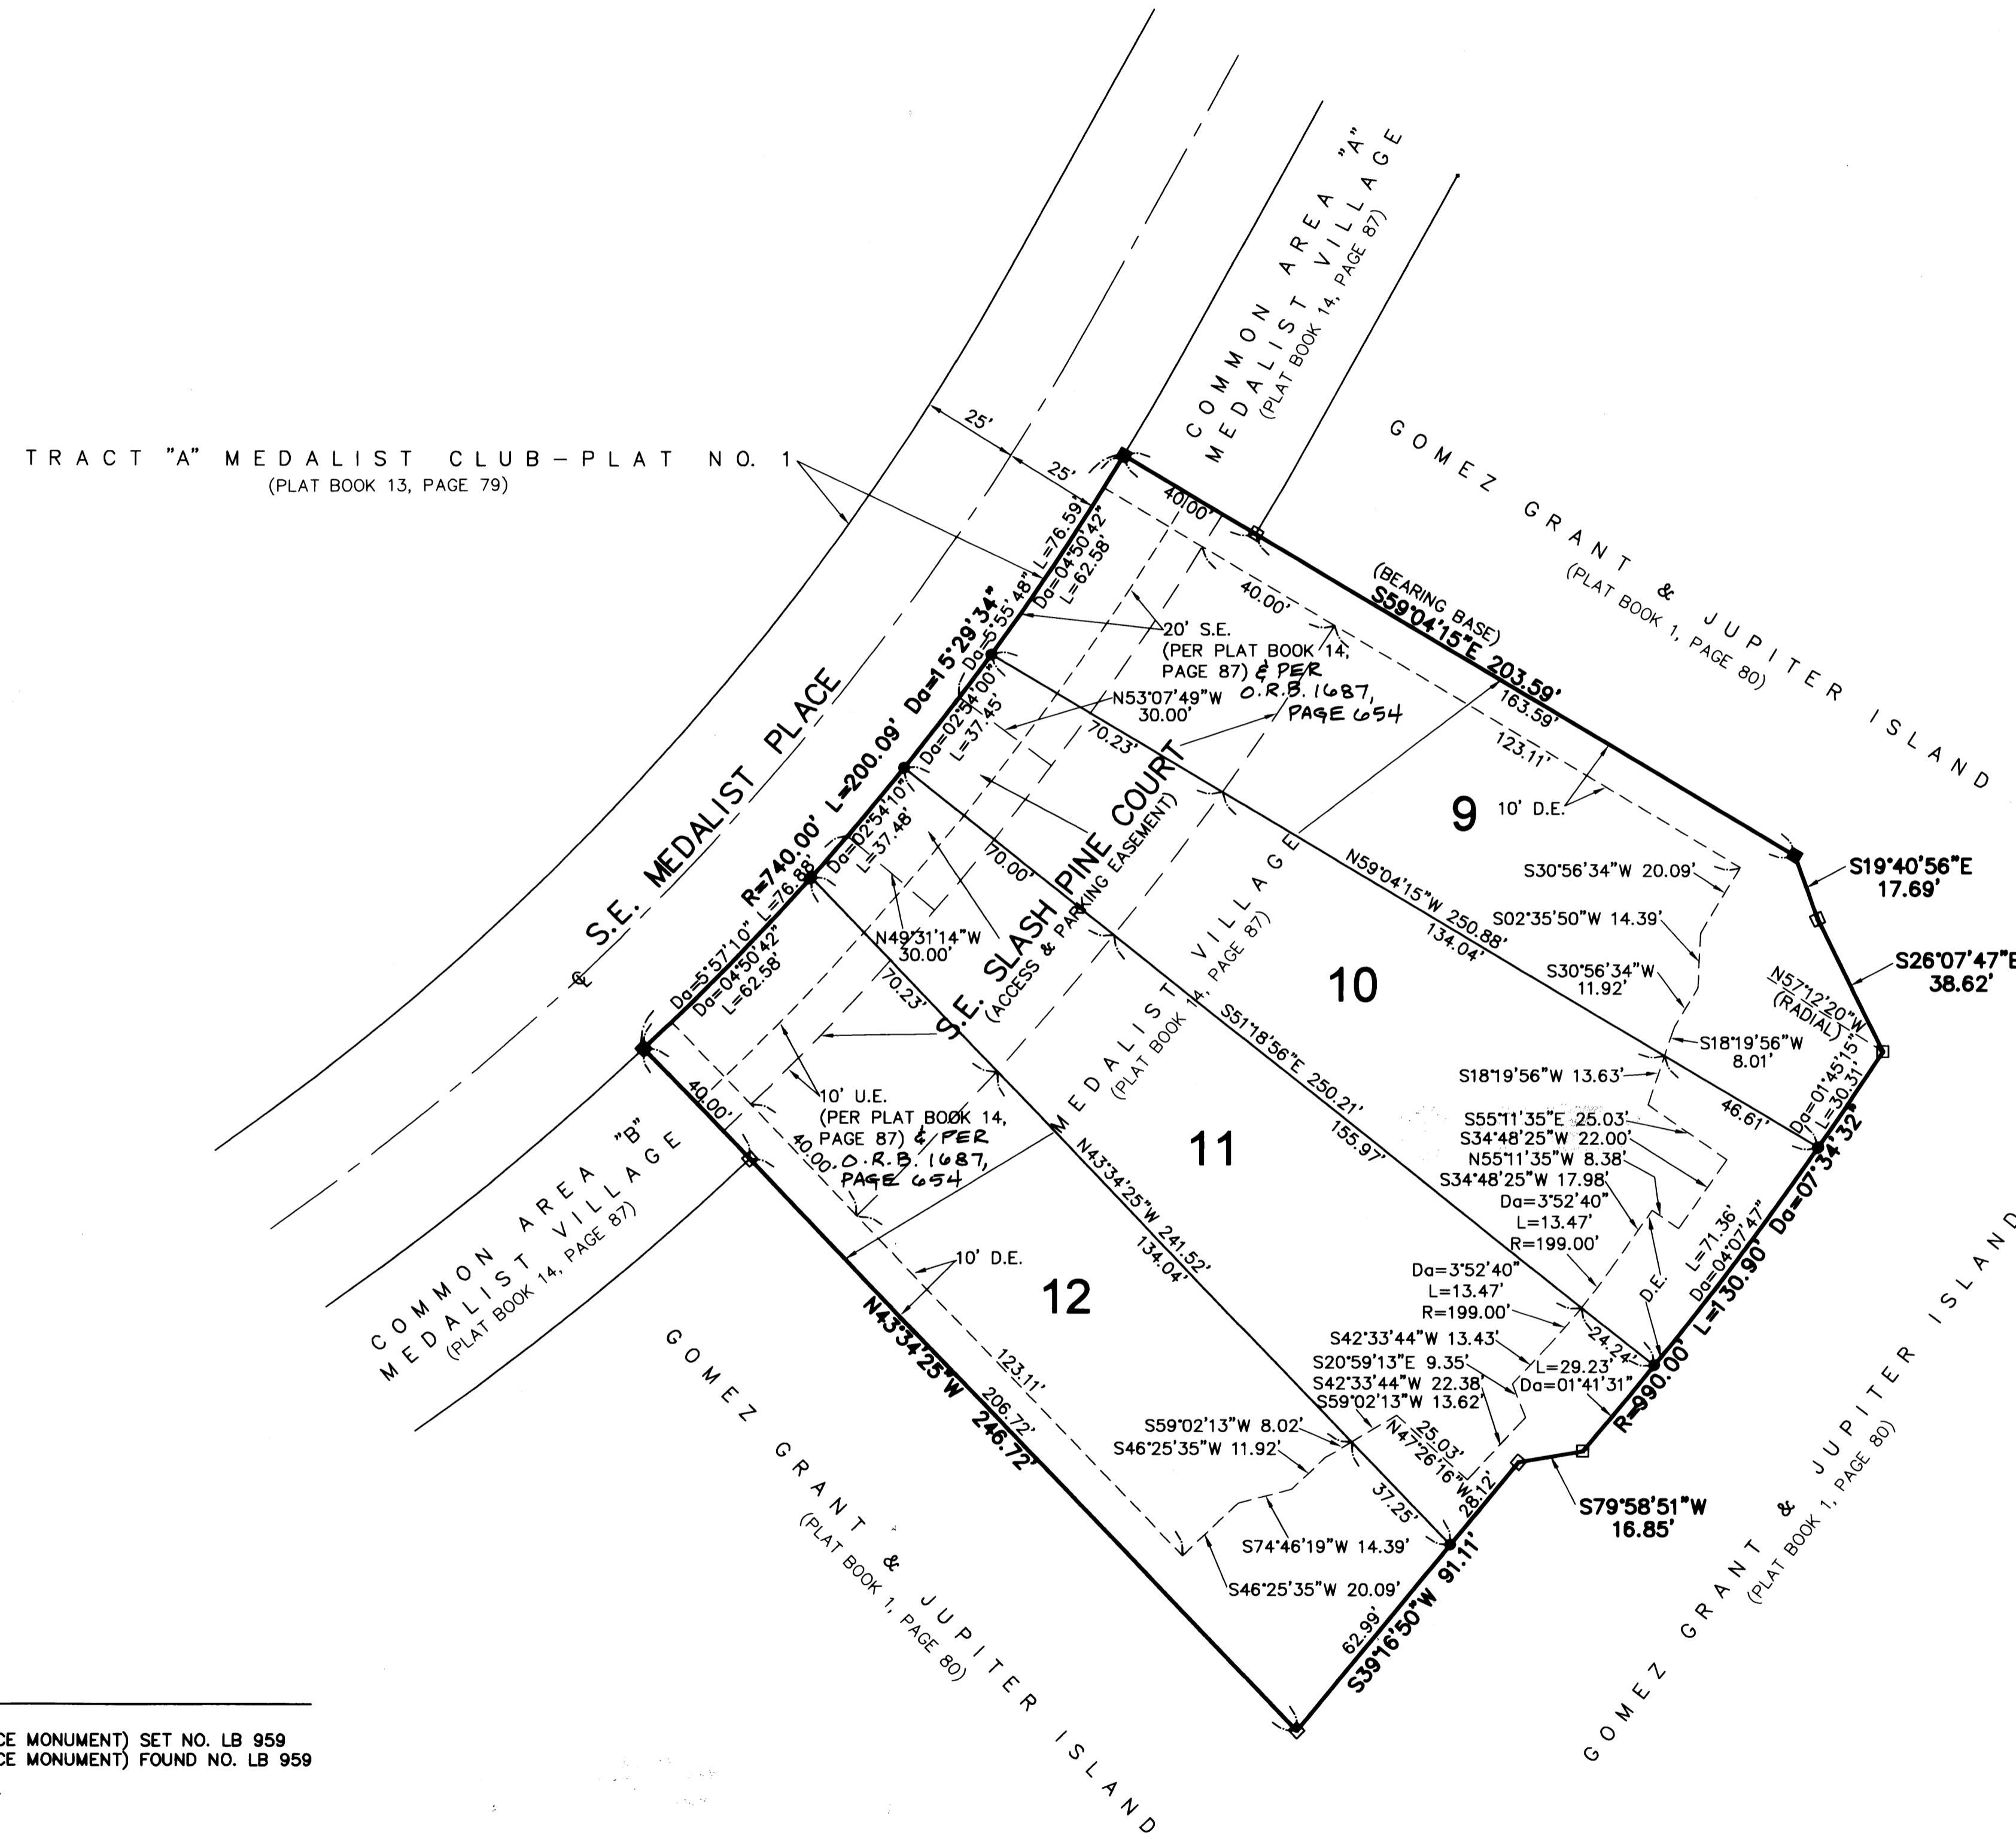 COMMON AREA "A"
MEDALIST VILLAGE
(PLAT BOOK 14, PAGE 87)
TRACT "A" MEDALIST CLUB-PLAT NO. 1
(PLAT BOOK 13, PAGE 79)
25'
25'
GOMEZ GRANT & JUPITER ISLAND
(PLAT BOOK 1, PAGE 80)
40.00'
40.00'
(BEARING BASE)
S59°04'15"E 203.59'
163.59'
123.11'
L=76.59'
Da=5°55'48"
Da=04°50'42"
L=62.58'
20' S.E.
(PER PLAT BOOK 14,
PAGE 87) & PER
O.R.B. 1687,
PAGE 654
N53°07'49"W
30.00'
70.23'
Da=02°54'00"
L=37.45'
R=740.00' L=200.09' Da=15°29'34"
S.E. MEDALIST PLACE
℄
Da=02°54'10"
L=37.48'
70.00'
Da=5°57'10" L=76.88'
Da=04°50'42"
L=62.58'
N49°31'14"W
30.00'
70.23'
S.E. SLASH PINE COURT
(ACCESS & PARKING EASEMENT)
MEDALIST VILLAGE
(PLAT BOOK 14, PAGE 87)
9
10' D.E.
S30°56'34"W 20.09'
S19°40'56"E
17.69'
N59°04'15"W 250.88'
134.04'
S02°35'50"W 14.39'
S26°07'47"E
38.62'
10
S30°56'34"W
11.92'
N57°12'20"W
(RADIAL)
S18°19'56"W
8.01'
S18°19'56"W 13.63'
46.61'
Da=01°45'15"
L=30.31'
S51°18'56"E 250.21'
155.97'
S55°11'35"E 25.03'
S34°48'25"W 22.00'
N55°11'35"W 8.38'
S34°48'25"W 17.98'
Da=3°52'40"
L=13.47'
R=199.00'
10' U.E.
(PER PLAT BOOK 14,
PAGE 87) & PER
O.R.B. 1687,
PAGE 654
40.00'
40.00'
COMMON AREA "B"
MEDALIST VILLAGE
(PLAT BOOK 14, PAGE 87)
11
L=71.36'
Da=04°07'47"
R=990.00' L=130.90' Da=07°34'32"
D.E.
Da=3°52'40"
L=13.47'
R=199.00'
24.24'
N43°34'25"W 241.52'
134.04'
10' D.E.
12
S42°33'44"W 13.43'
S20°59'13"E 9.35'
S42°33'44"W 22.38'
S59°02'13"W 13.62'
L=29.23'
Da=01°41'31"
N43°34'25"W 246.72'
123.11'
206.72'
S59°02'13"W 8.02'
S46°25'35"W 11.92'
25.03'
N47°26'16"W
28.12'
37.25'
S79°58'51"W
16.85'
S74°46'19"W 14.39'
S46°25'35"W 20.09'
62.99'
S39°16'50"W 91.11'
GOMEZ GRANT & JUPITER ISLAND
(PLAT BOOK 1, PAGE 80)
GOMEZ GRANT & JUPITER ISLAND
(PLAT BOOK 1, PAGE 80)
CE MONUMENT) SET NO. LB 959
CE MONUMENT) FOUND NO. LB 959